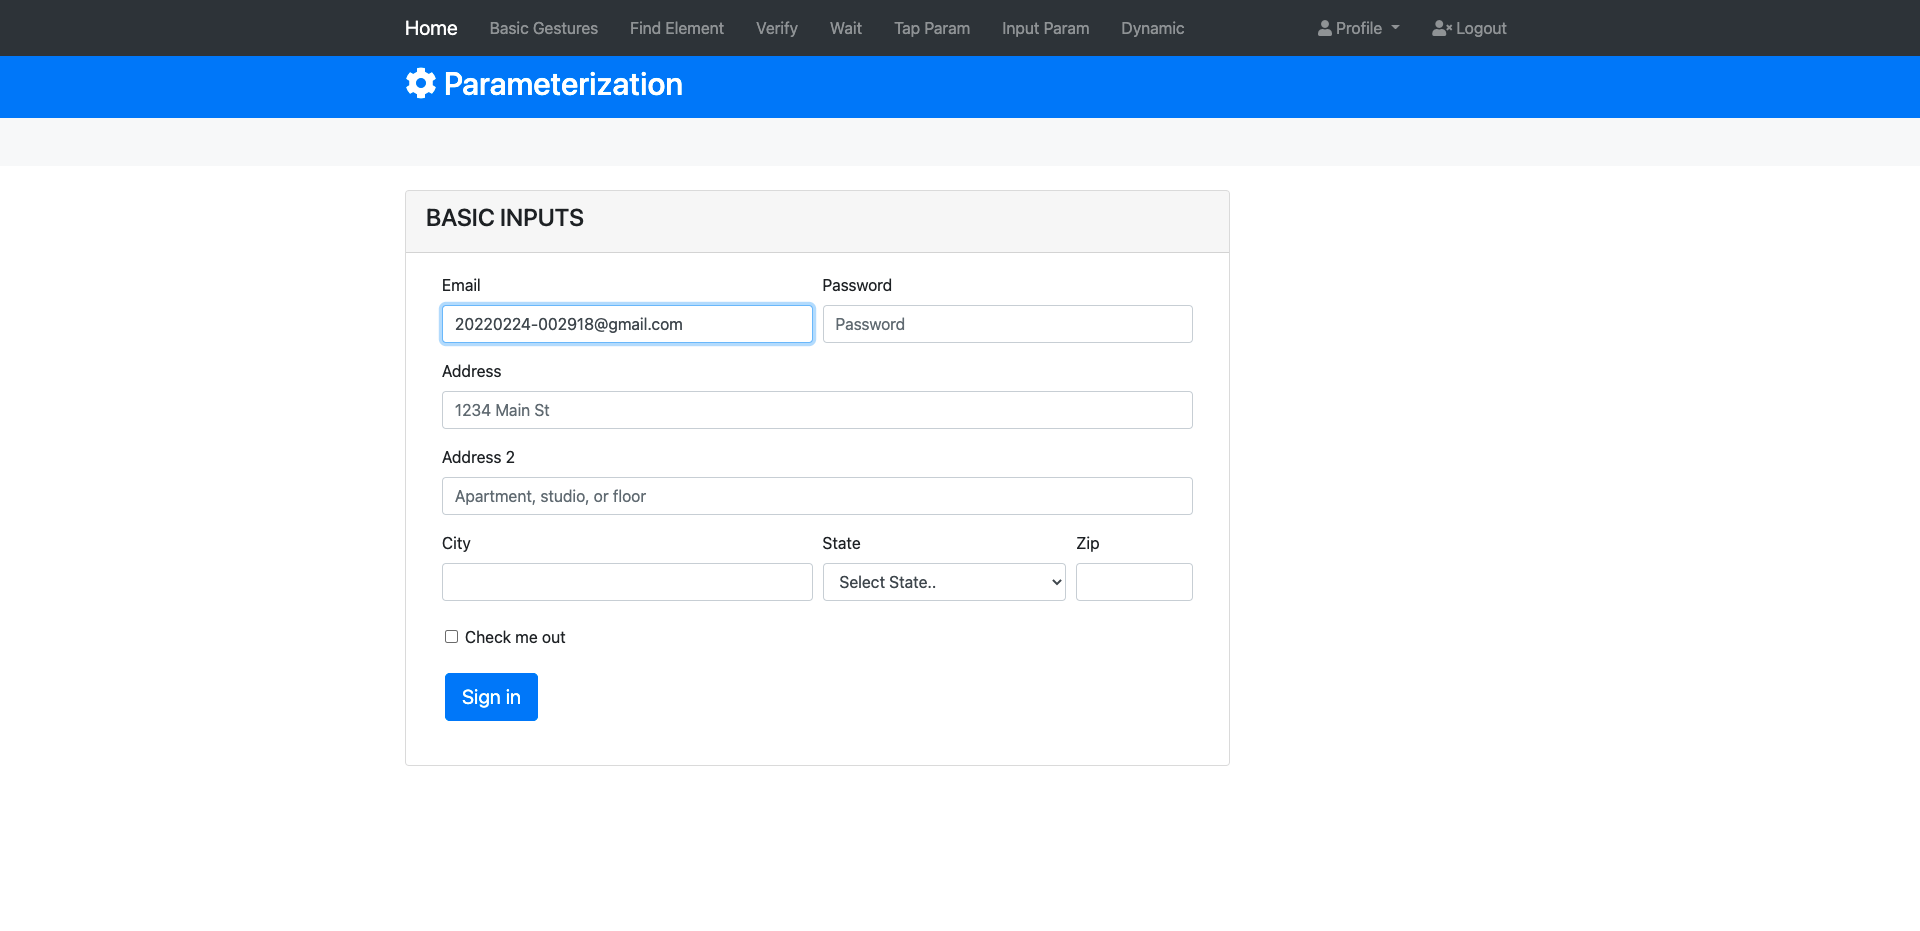 Home Basic Gestures Find Element Verify Wait Tap Param Input Param Dynamic Profile Logout
Parameterization
BASIC INPUTS
Email Password
20220224-002918@gmail.com Password
Address
1234 Main St
Address 2
Apartment, studio, or floor
City State Zip
Select State..
Check me out
Sign in